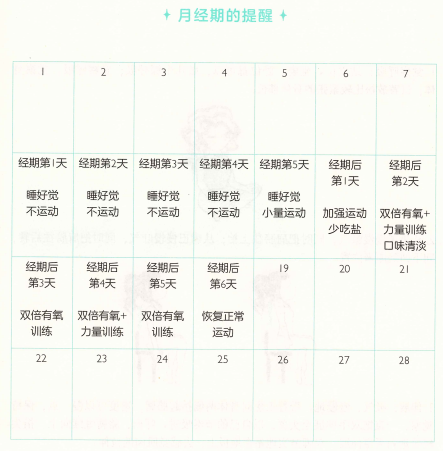 月经期的提醒
1 2 3 4 5 6 7
经期第1天 经期第2天 经期第3天 经期第4天 经期第5天 经期后 经期后
第1天 第2天
睡好觉 睡好觉 睡好觉 睡好觉 睡好觉
不运动 不运动 不运动 不运动 小量运动 加强运动 双倍有氧+
少吃盐 力量训练
口味清淡
经期后 经期后 经期后 经期后 19 20 21
第3天 第4天 第5天 第6天
双倍有氧 双倍有氧+ 双倍有氧 恢复正常
训练 力量训练 训练 运动
22 23 24 25 26 27 28